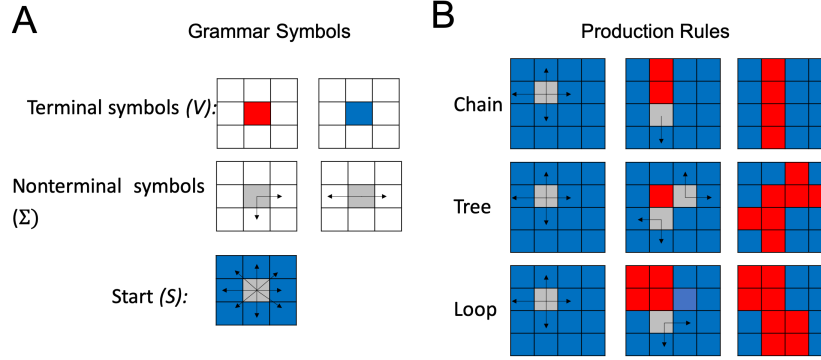 A
Grammar Symbols
Terminal symbols (V):
Nonterminal symbols
(Σ)
Start (S):
B
Production Rules
Chain
Tree
Loop